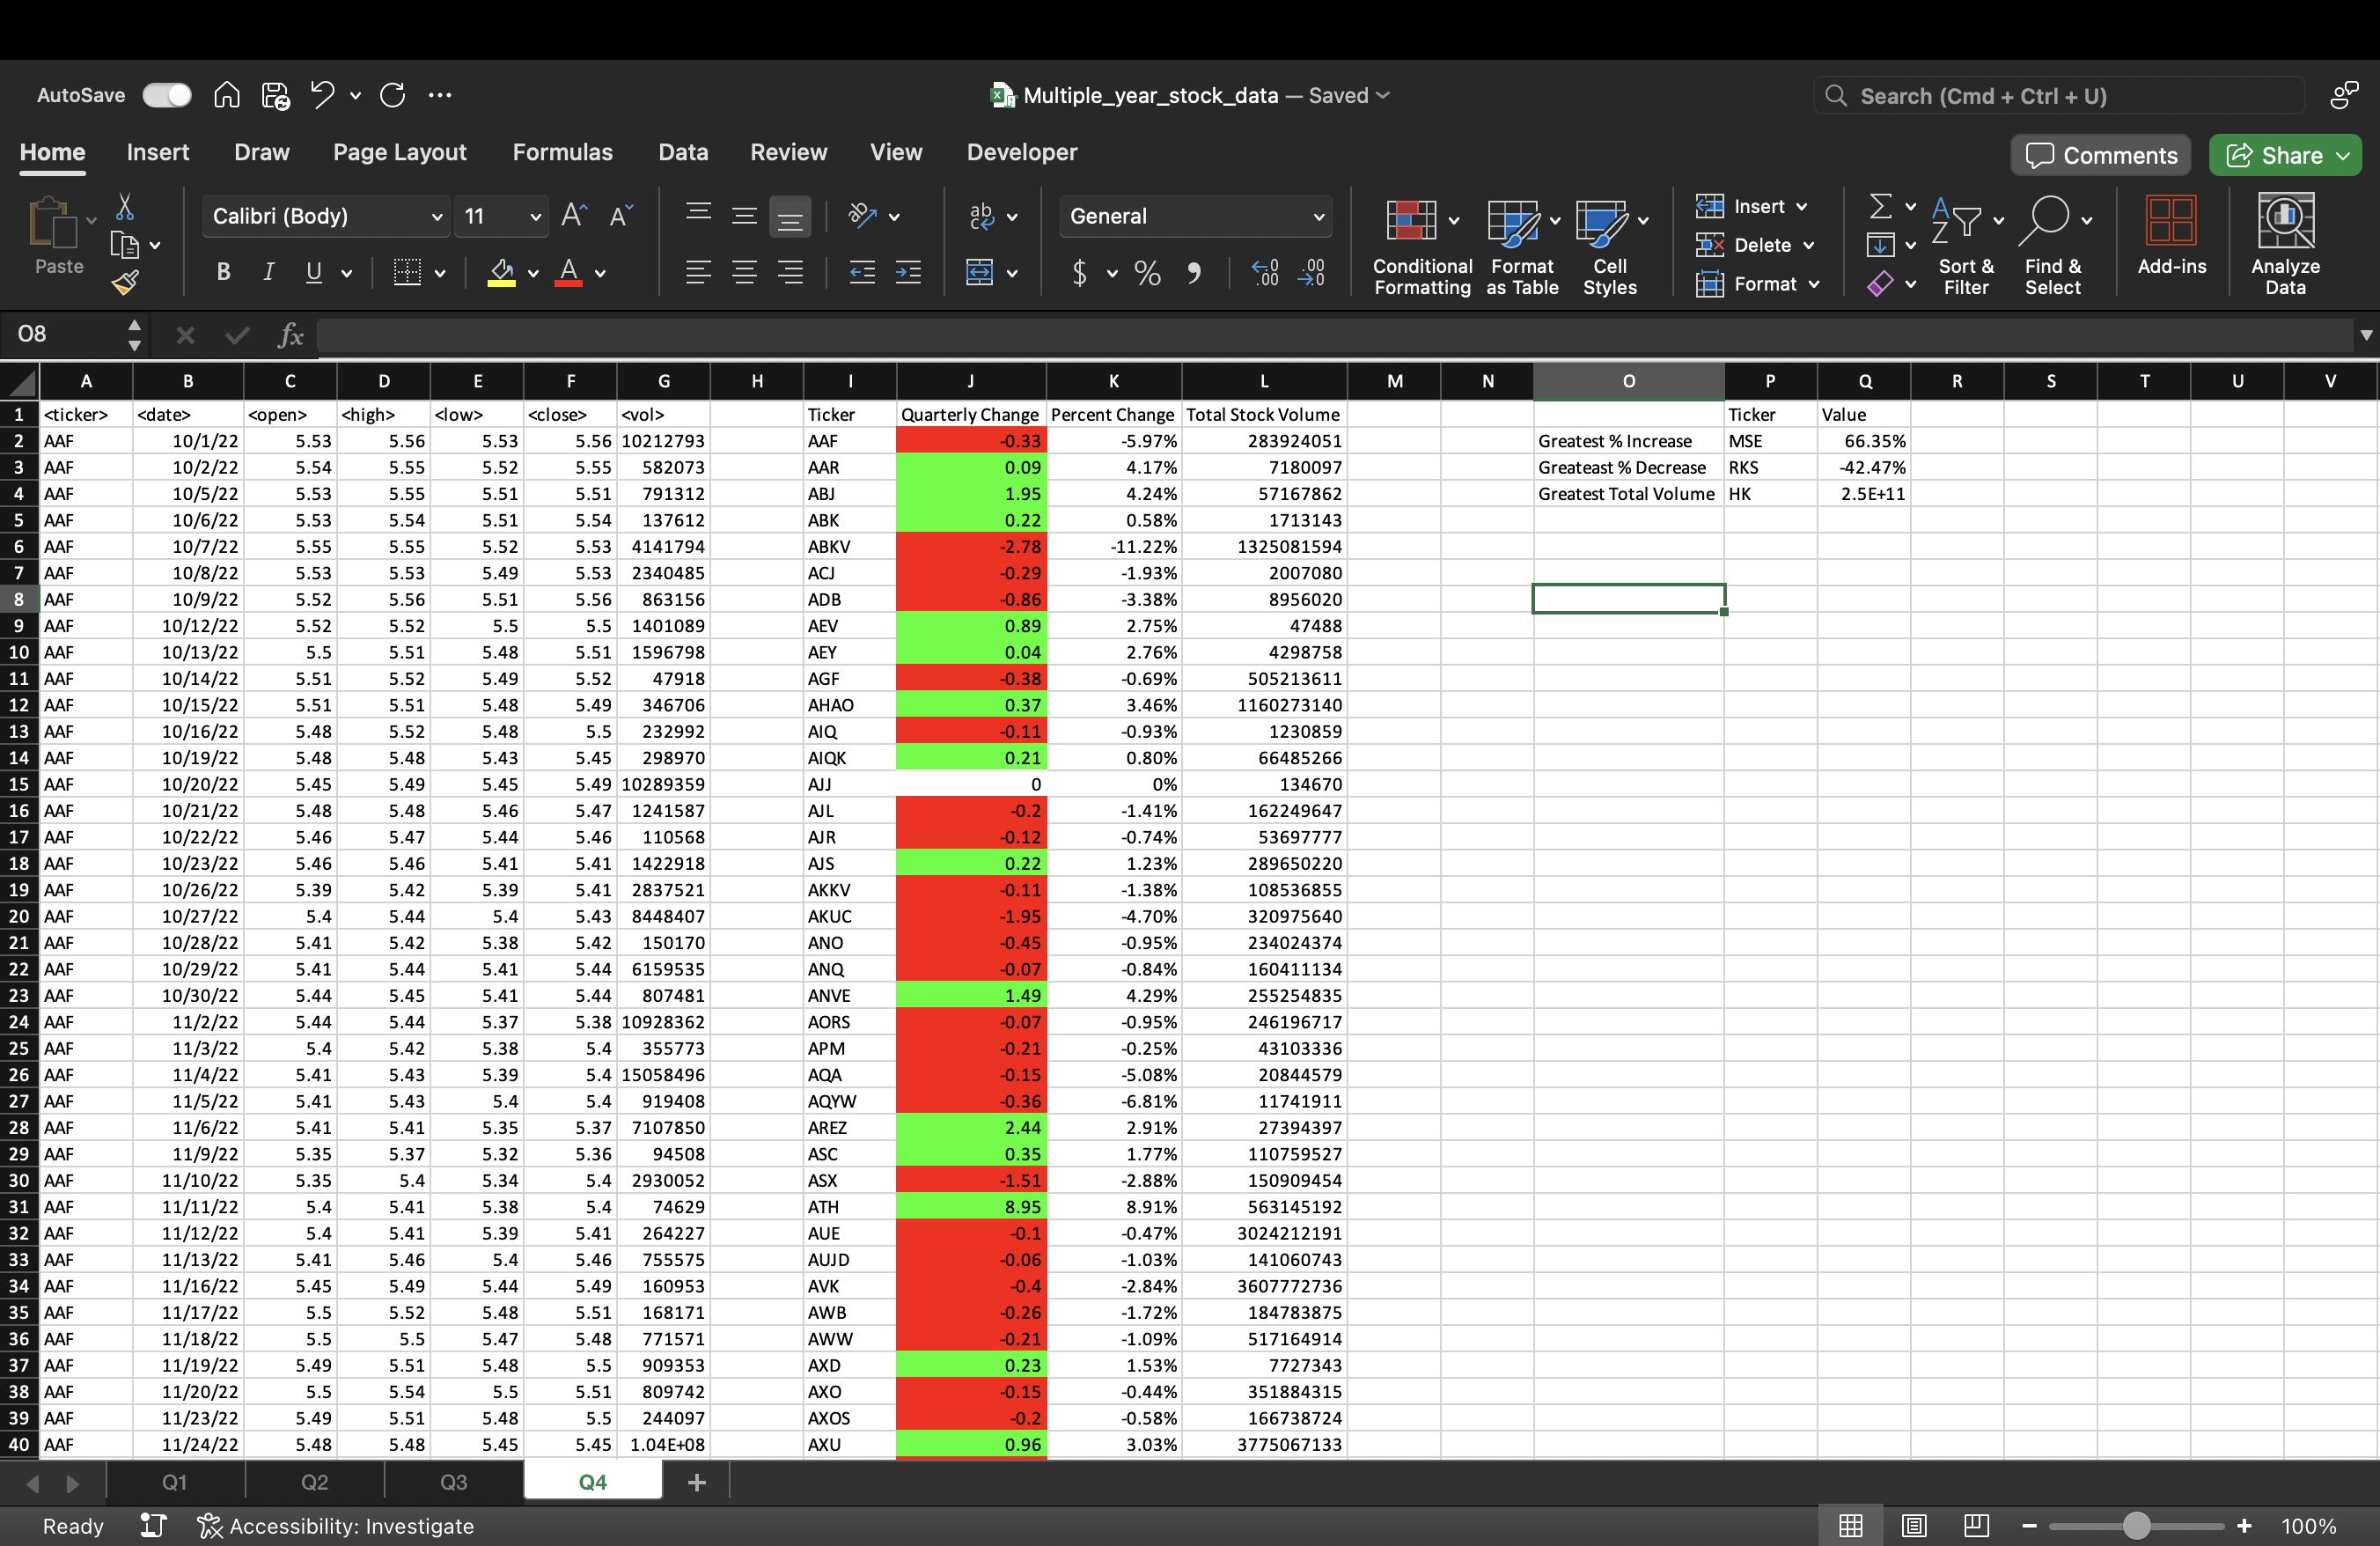 AutoSave Multiple_year_stock_data — Saved Search (Cmd + Ctrl + U)
Home Insert Draw Page Layout Formulas Data Review View Developer Comments Share
Paste Calibri (Body) 11 A A B I U A ab c General $ % 9 .0 .00 .00 .0 Conditional Formatting Format as Table Cell Styles Insert Delete Format Sort & Filter Find & Select Add-ins Analyze Data
O8 fx
A B C D E F G H I J K L M N O P Q R S T U V
1 <ticker> <date> <open> <high> <low> <close> <vol> Ticker Quarterly Change Percent Change Total Stock Volume Ticker Value
2 AAF 10/1/22 5.53 5.56 5.53 5.56 10212793 AAF -0.33 -5.97% 283924051 Greatest % Increase MSE 66.35%
3 AAF 10/2/22 5.54 5.55 5.52 5.55 582073 AAR 0.09 4.17% 7180097 Greateast % Decrease RKS -42.47%
4 AAF 10/5/22 5.53 5.55 5.51 5.51 791312 ABJ 1.95 4.24% 57167862 Greatest Total Volume HK 2.5E+11
5 AAF 10/6/22 5.53 5.54 5.51 5.54 137612 ABK 0.22 0.58% 1713143
6 AAF 10/7/22 5.55 5.55 5.52 5.53 4141794 ABKV -2.78 -11.22% 1325081594
7 AAF 10/8/22 5.53 5.53 5.49 5.53 2340485 ACJ -0.29 -1.93% 2007080
8 AAF 10/9/22 5.52 5.56 5.51 5.56 863156 ADB -0.86 -3.38% 8956020
9 AAF 10/12/22 5.52 5.52 5.5 5.5 1401089 AEV 0.89 2.75% 47488
10 AAF 10/13/22 5.5 5.51 5.48 5.51 1596798 AEY 0.04 2.76% 4298758
11 AAF 10/14/22 5.51 5.52 5.49 5.52 47918 AGF -0.38 -0.69% 505213611
12 AAF 10/15/22 5.51 5.51 5.48 5.49 346706 AHAO 0.37 3.46% 1160273140
13 AAF 10/16/22 5.48 5.52 5.48 5.5 232992 AIQ -0.11 -0.93% 1230859
14 AAF 10/19/22 5.48 5.48 5.43 5.45 298970 AIQK 0.21 0.80% 66485266
15 AAF 10/20/22 5.45 5.49 5.45 5.49 10289359 AJJ 0 0% 134670
16 AAF 10/21/22 5.48 5.48 5.46 5.47 1241587 AJL -0.2 -1.41% 162249647
17 AAF 10/22/22 5.46 5.47 5.44 5.46 110568 AJR -0.12 -0.74% 53697777
18 AAF 10/23/22 5.46 5.46 5.41 5.41 1422918 AJS 0.22 1.23% 289650220
19 AAF 10/26/22 5.39 5.42 5.39 5.41 2837521 AKKV -0.11 -1.38% 108536855
20 AAF 10/27/22 5.4 5.44 5.4 5.43 8448407 AKUC -1.95 -4.70% 320975640
21 AAF 10/28/22 5.41 5.42 5.38 5.42 150170 ANO -0.45 -0.95% 234024374
22 AAF 10/29/22 5.41 5.44 5.41 5.44 6159535 ANQ -0.07 -0.84% 160411134
23 AAF 10/30/22 5.44 5.45 5.41 5.44 807481 ANVE 1.49 4.29% 255254835
24 AAF 11/2/22 5.44 5.44 5.37 5.38 10928362 AORS -0.07 -0.95% 246196717
25 AAF 11/3/22 5.4 5.42 5.38 5.4 355773 APM -0.21 -0.25% 43103336
26 AAF 11/4/22 5.41 5.43 5.39 5.4 15058496 AQA -0.15 -5.08% 20844579
27 AAF 11/5/22 5.41 5.43 5.4 5.4 919408 AQYW -0.36 -6.81% 11741911
28 AAF 11/6/22 5.41 5.41 5.35 5.37 7107850 AREZ 2.44 2.91% 27394397
29 AAF 11/9/22 5.35 5.37 5.32 5.36 94508 ASC 0.35 1.77% 110759527
30 AAF 11/10/22 5.35 5.4 5.34 5.4 2930052 ASX -1.51 -2.88% 150909454
31 AAF 11/11/22 5.4 5.41 5.38 5.4 74629 ATH 8.95 8.91% 563145192
32 AAF 11/12/22 5.4 5.41 5.39 5.41 264227 AUE -0.1 -0.47% 3024212191
33 AAF 11/13/22 5.41 5.46 5.4 5.46 755575 AUJD -0.06 -1.03% 141060743
34 AAF 11/16/22 5.45 5.49 5.44 5.49 160953 AVK -0.4 -2.84% 3607772736
35 AAF 11/17/22 5.5 5.52 5.48 5.51 168171 AWB -0.26 -1.72% 184783875
36 AAF 11/18/22 5.5 5.5 5.47 5.48 771571 AWW -0.21 -1.09% 517164914
37 AAF 11/19/22 5.49 5.51 5.48 5.5 909353 AXD 0.23 1.53% 7727343
38 AAF 11/20/22 5.5 5.54 5.5 5.51 809742 AXO -0.15 -0.44% 351884315
39 AAF 11/23/22 5.49 5.51 5.48 5.5 244097 AXOS -0.2 -0.58% 166738724
40 AAF 11/24/22 5.48 5.48 5.45 5.45 1.04E+08 AXU 0.96 3.03% 3775067133
Q1 Q2 Q3 Q4 +
Ready Accessibility: Investigate 100%